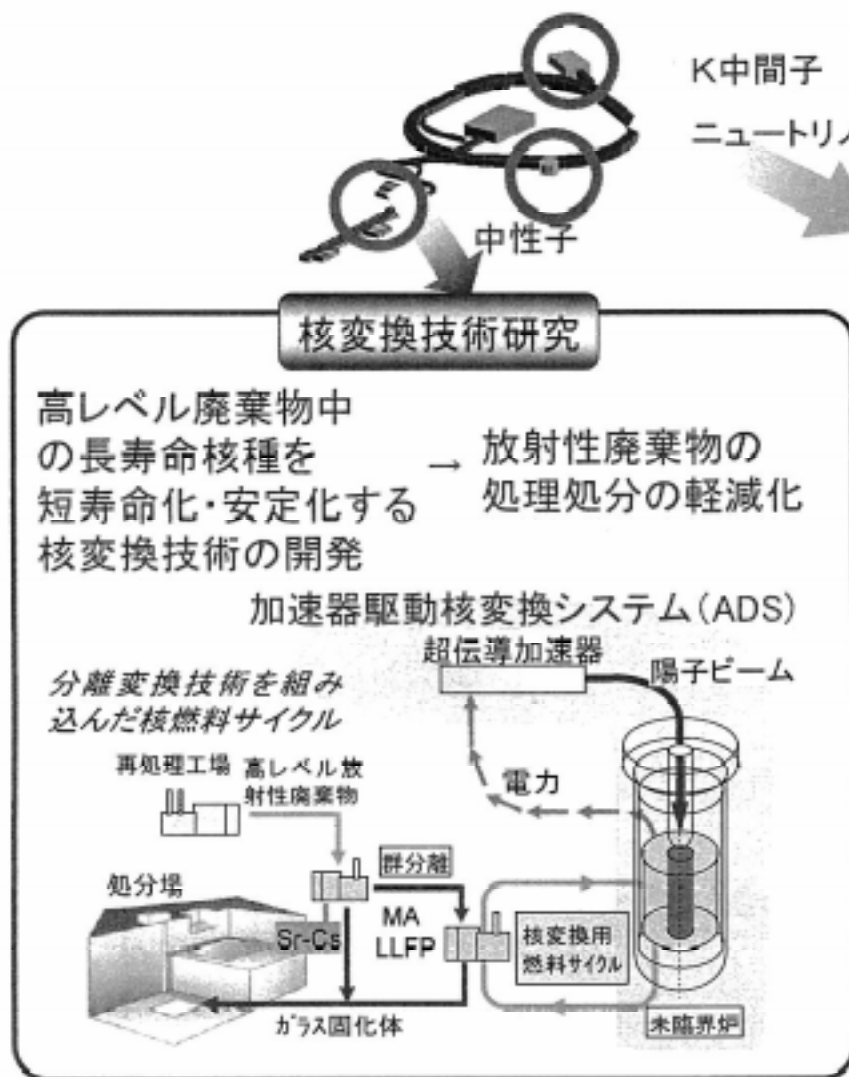 K中間子
ニュートリノ
中性子
核変換技術研究
高レベル廃棄物中
の長寿命核種を
短寿命化・安定化する
核変換技術の開発
→
放射性廃棄物の
処理処分の軽減化
加速器駆動核変換システム(ADS)
超伝導加速器
陽子ビーム
分離変換技術を組み
込んだ核燃料サイクル
再処理工場
高レベル放
射性廃棄物
電力
処分場
群分離
Sr-Cs
MA
LLFP
核変換用
燃料サイクル
ガラス固化体
未臨界炉